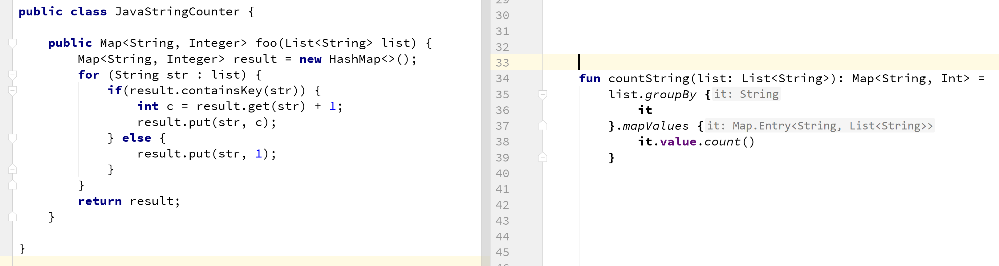 public class JavaStringCounter {
public Map<String, Integer> foo(List<String> list) {
Map<String, Integer> result = new HashMap<>();
for (String str : list) {
if(result.containsKey(str)) {
int c = result.get(str) + 1;
result.put(str, c);
} else {
result.put(str, 1);
}
}
return result;
}
}
29
30
31
32
33
34 fun countString(list: List<String>): Map<String, Int> =
35 list.groupBy { it: String
36 it
37 }.mapValues { it: Map.Entry<String, List<String>>
38 it.value.count()
39 }
40
41
42
43
44
45
46